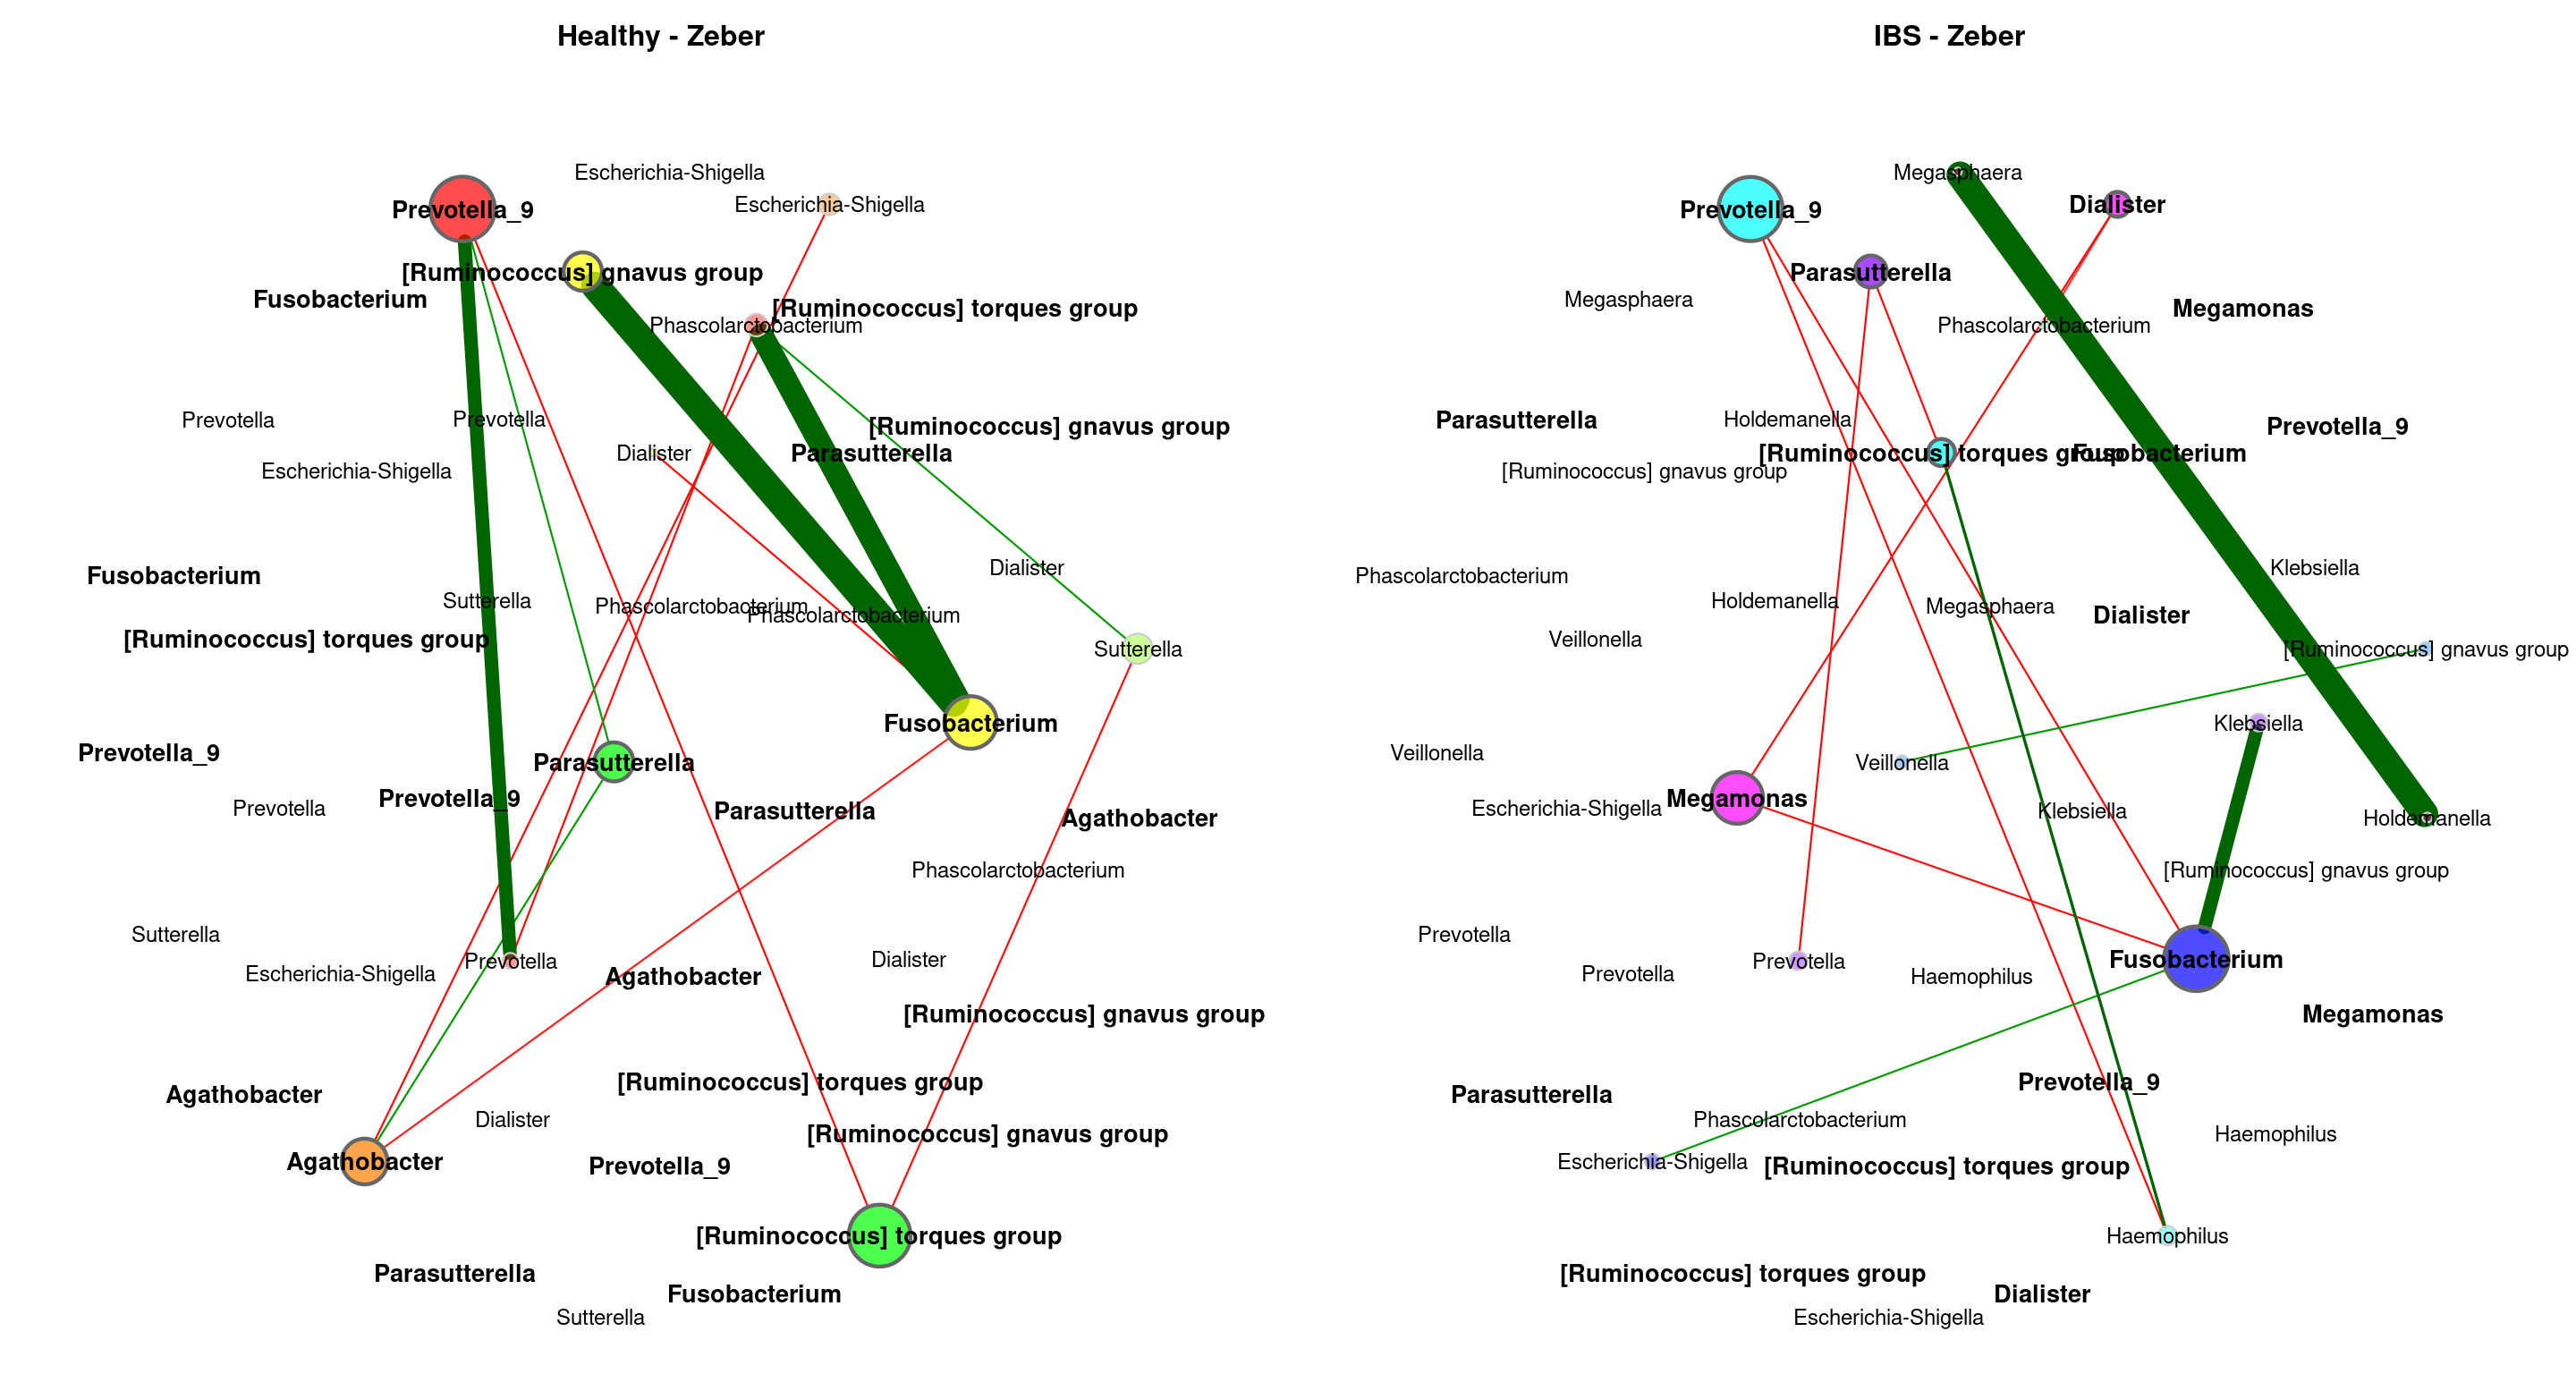 Healthy - Zeber
Escherichia-Shigella
Escherichia-Shigella
Prevotella_9
[Ruminococcus] gnavus group
Fusobacterium
[Ruminococcus] torques group
Phascolarctobacterium
Prevotella
Prevotella
[Ruminococcus] gnavus group
Dialister
Parasutterella
Escherichia-Shigella
Dialister
Fusobacterium
Sutterella
Phascolarctobacterium
Phascolarctobacterium
[Ruminococcus] torques group
Sutterella
Fusobacterium
Prevotella_9
Parasutterella
Prevotella_9
Prevotella
Parasutterella
Agathobacter
Phascolarctobacterium
Sutterella
Dialister
Prevotella
Escherichia-Shigella
Agathobacter
[Ruminococcus] gnavus group
[Ruminococcus] torques group
Agathobacter
Dialister
[Ruminococcus] gnavus group
Agathobacter
Prevotella_9
[Ruminococcus] torques group
Parasutterella
Fusobacterium
Sutterella
IBS - Zeber
Megasphaera
Dialister
Prevotella_9
Parasutterella
Megasphaera
Megamonas
Phascolarctobacterium
Parasutterella
Holdemanella
Prevotella_9
[Ruminococcus] torques group
Fusobacterium
[Ruminococcus] gnavus group
Klebsiella
Phascolarctobacterium
Holdemanella
Megasphaera
Dialister
Veillonella
[Ruminococcus] gnavus group
Klebsiella
Veillonella
Veillonella
Megamonas
Escherichia-Shigella
Klebsiella
Holdemanella
[Ruminococcus] gnavus group
Prevotella
Fusobacterium
Prevotella
Prevotella
Haemophilus
Megamonas
Prevotella_9
Parasutterella
Phascolarctobacterium
Haemophilus
Escherichia-Shigella
[Ruminococcus] torques group
Haemophilus
[Ruminococcus] torques group
Dialister
Escherichia-Shigella